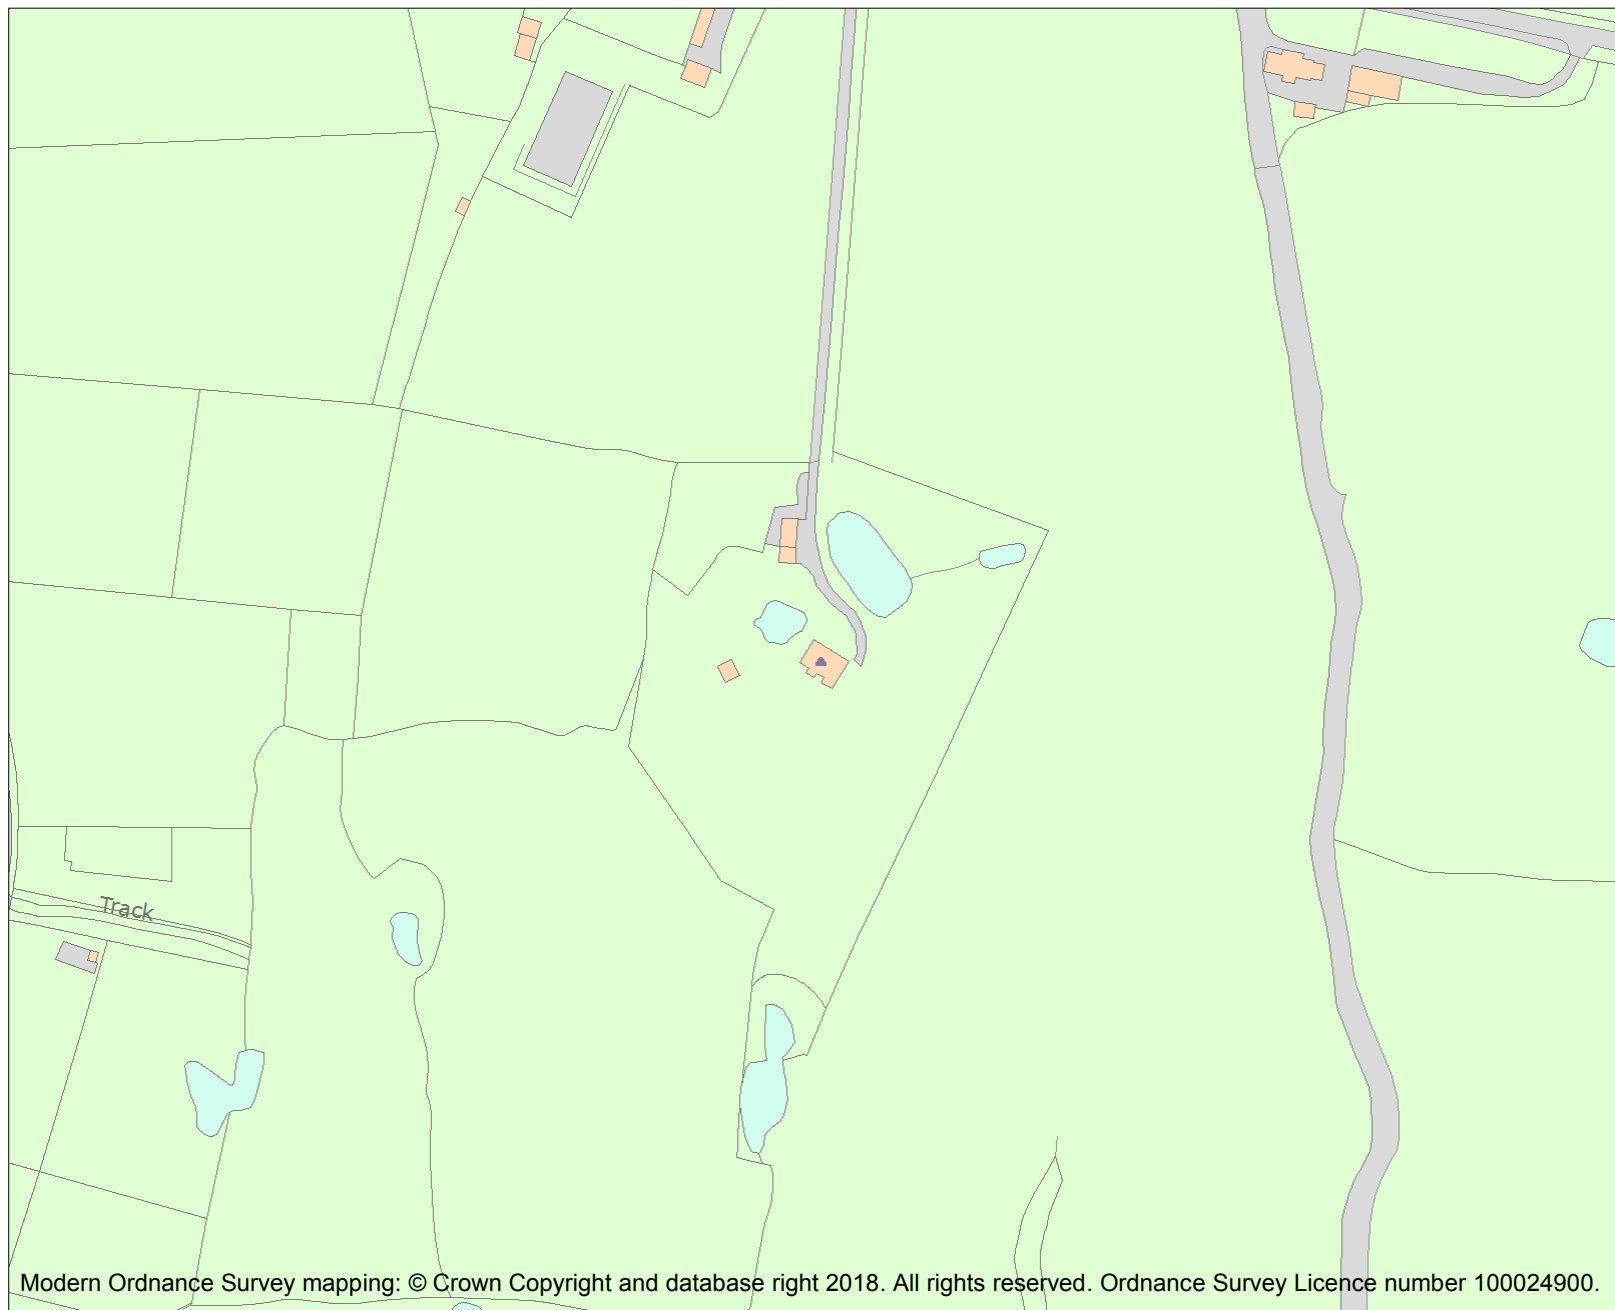 Track
Modern Ordnance Survey mapping: © Crown Copyright and database right 2018. All rights reserved. Ordnance Survey Licence number 100024900.